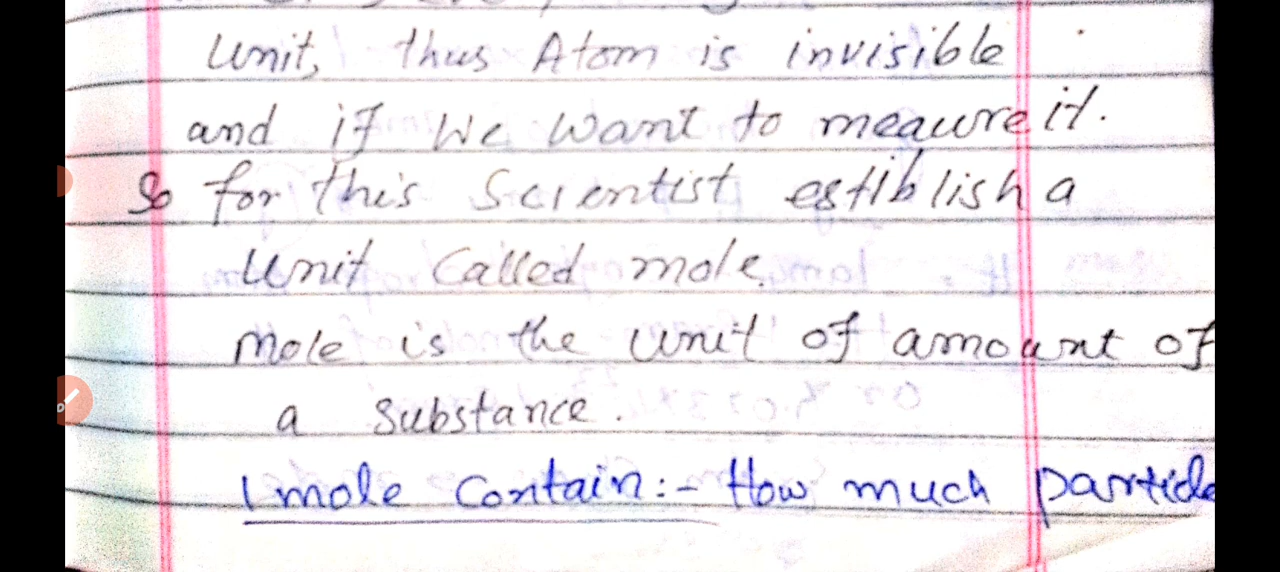 Unit, thus Atom is invisible
and if We want to meaure it.
So for this Scientist estiblish a
Unit Called mole.
Mole is the unit of amount of
a Substance.
1 mole Contain:- How much particle